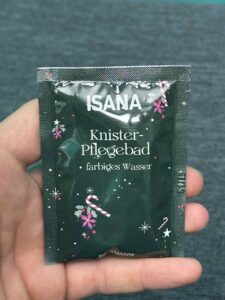 ISANA
Knister-
Pflegebad
+ farbiges Wasser